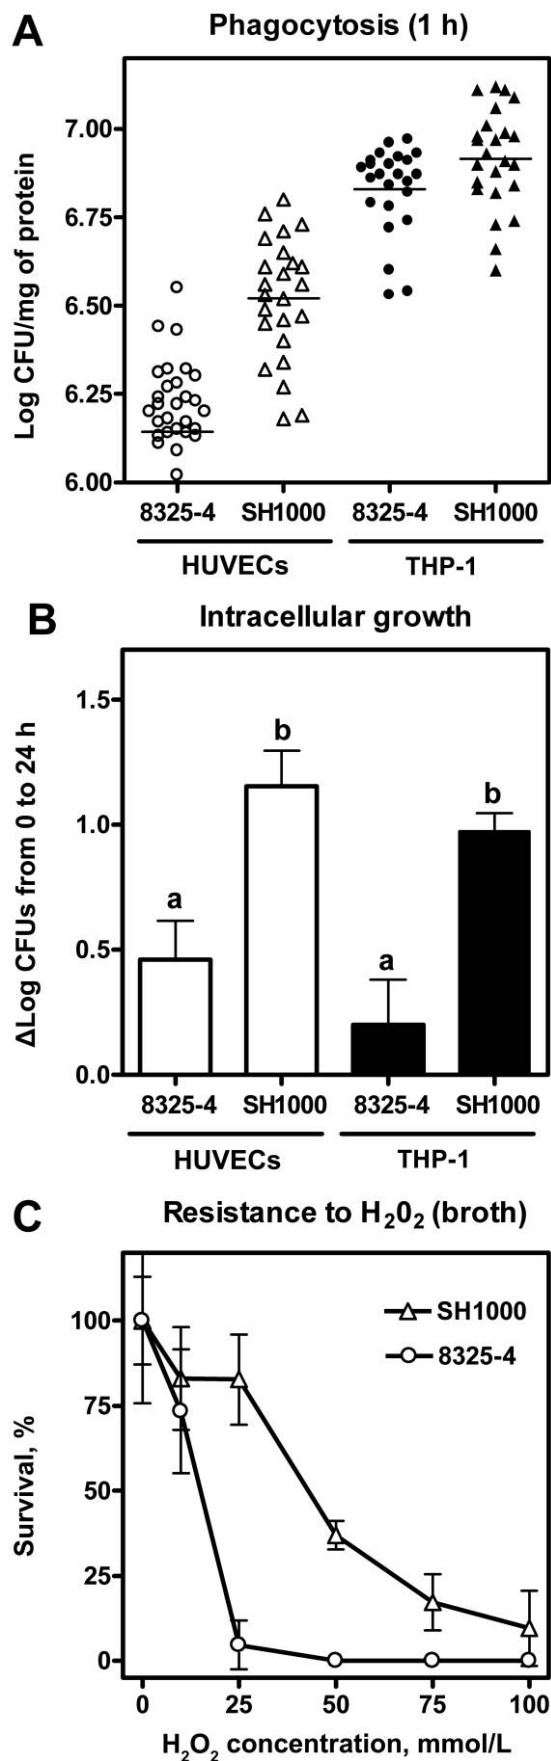 A
Phagocytosis (1 h)
Log CFU/mg of protein
7.00
6.75
6.50
6.25
6.00
8325-4 SH1000 8325-4 SH1000
HUVECs THP-1
B
Intracellular growth
ΔLog CFUs from 0 to 24 h
1.5
1.0
0.5
0.0
a b a b
8325-4 SH1000 8325-4 SH1000
HUVECs THP-1
C
Resistance to H₂0₂ (broth)
Survival, %
100
75
50
25
0
SH1000
8325-4
0 25 50 75 100
H₂O₂ concentration, mmol/L